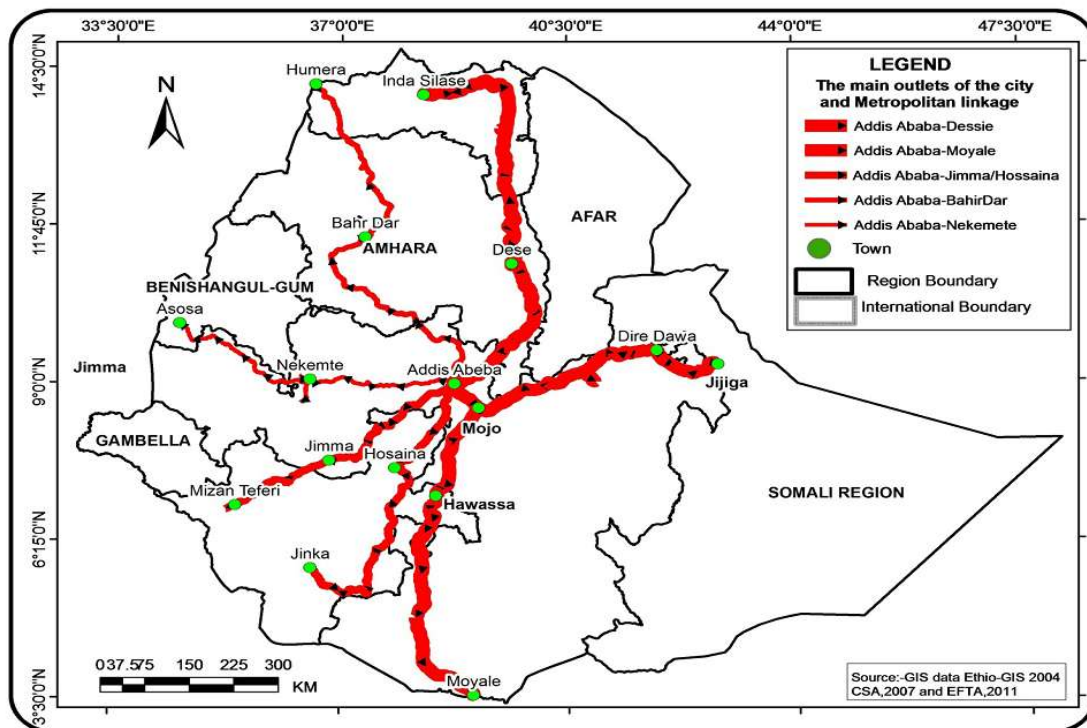 33°30'0"E
37°0'0"E
40°30'0"E
44°0'0"E
47°30'0"E
14°30'0"N
11°45'0"N
9°0'0"N
6°15'0"N
3°30'0"N
N
LEGEND
The main outlets of the city
and Metropolitan linkage
Addis Ababa-Dessie
Addis Ababa-Moyale
Addis Ababa-Jimma/Hossaina
Addis Ababa-BahirDar
Addis Ababa-Nekemete
Town
Region Boundary
International Boundary
Humera
Inda Silase
Bahr Dar
AMHARA
AFAR
Dese
BENISHANGUL-GUM
Asosa
Dire Dawa
Jimma
Nekemte
Addis Abeba
Jijiga
Mojo
GAMBELLA
Jimma
Hosaina
Mizan Teferi
Hawassa
SOMALI REGION
Jinka
Moyale
037.575 150 225 300
KM
Source:-GIS data Ethio-GIS 2004
CSA,2007 and EFTA,2011